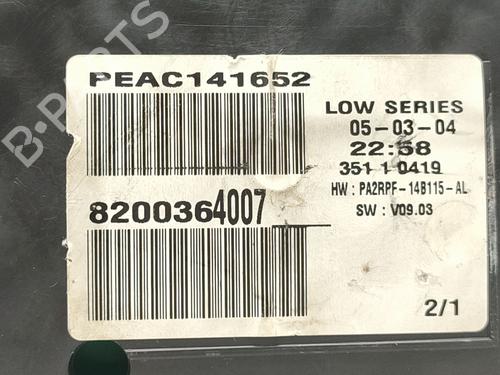 B-PARTS
PEAC141652
LOW SERIES
05-03-04
22:58
351 1 0419
HW : PA2RPF-14B115-AL
SW : V09.03
8200364007
2/1